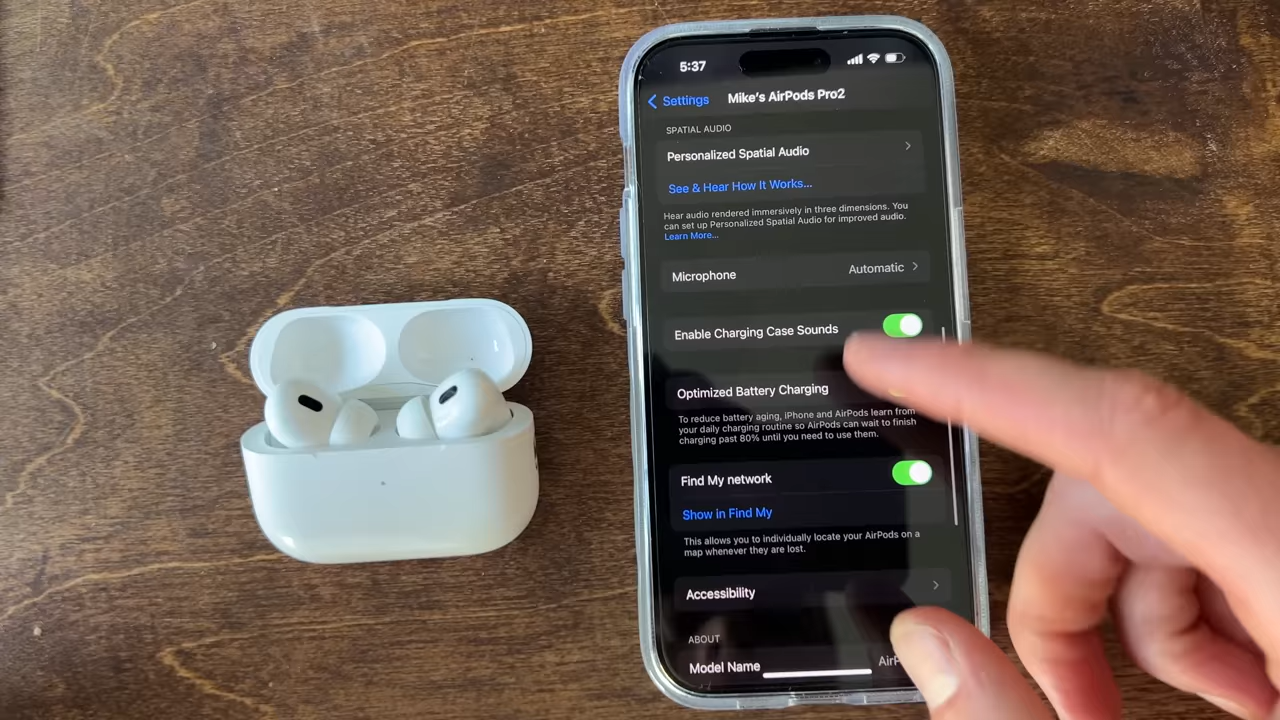 5:37
Settings
Mike's AirPods Pro2
SPATIAL AUDIO
Personalized Spatial Audio
See & Hear How It Works...
Hear audio rendered immersively in three dimensions. You
can set up Personalized Spatial Audio for improved audio.
Learn More...
Microphone Automatic
Enable Charging Case Sounds
Optimized Battery Charging
To reduce battery aging, iPhone and AirPods learn from
your daily charging routine so AirPods can wait to finish
charging past 80% until you need to use them.
Find My network
Show in Find My
This allows you to individually locate your AirPods on a
map whenever they are lost.
Accessibility
ABOUT
Model Name